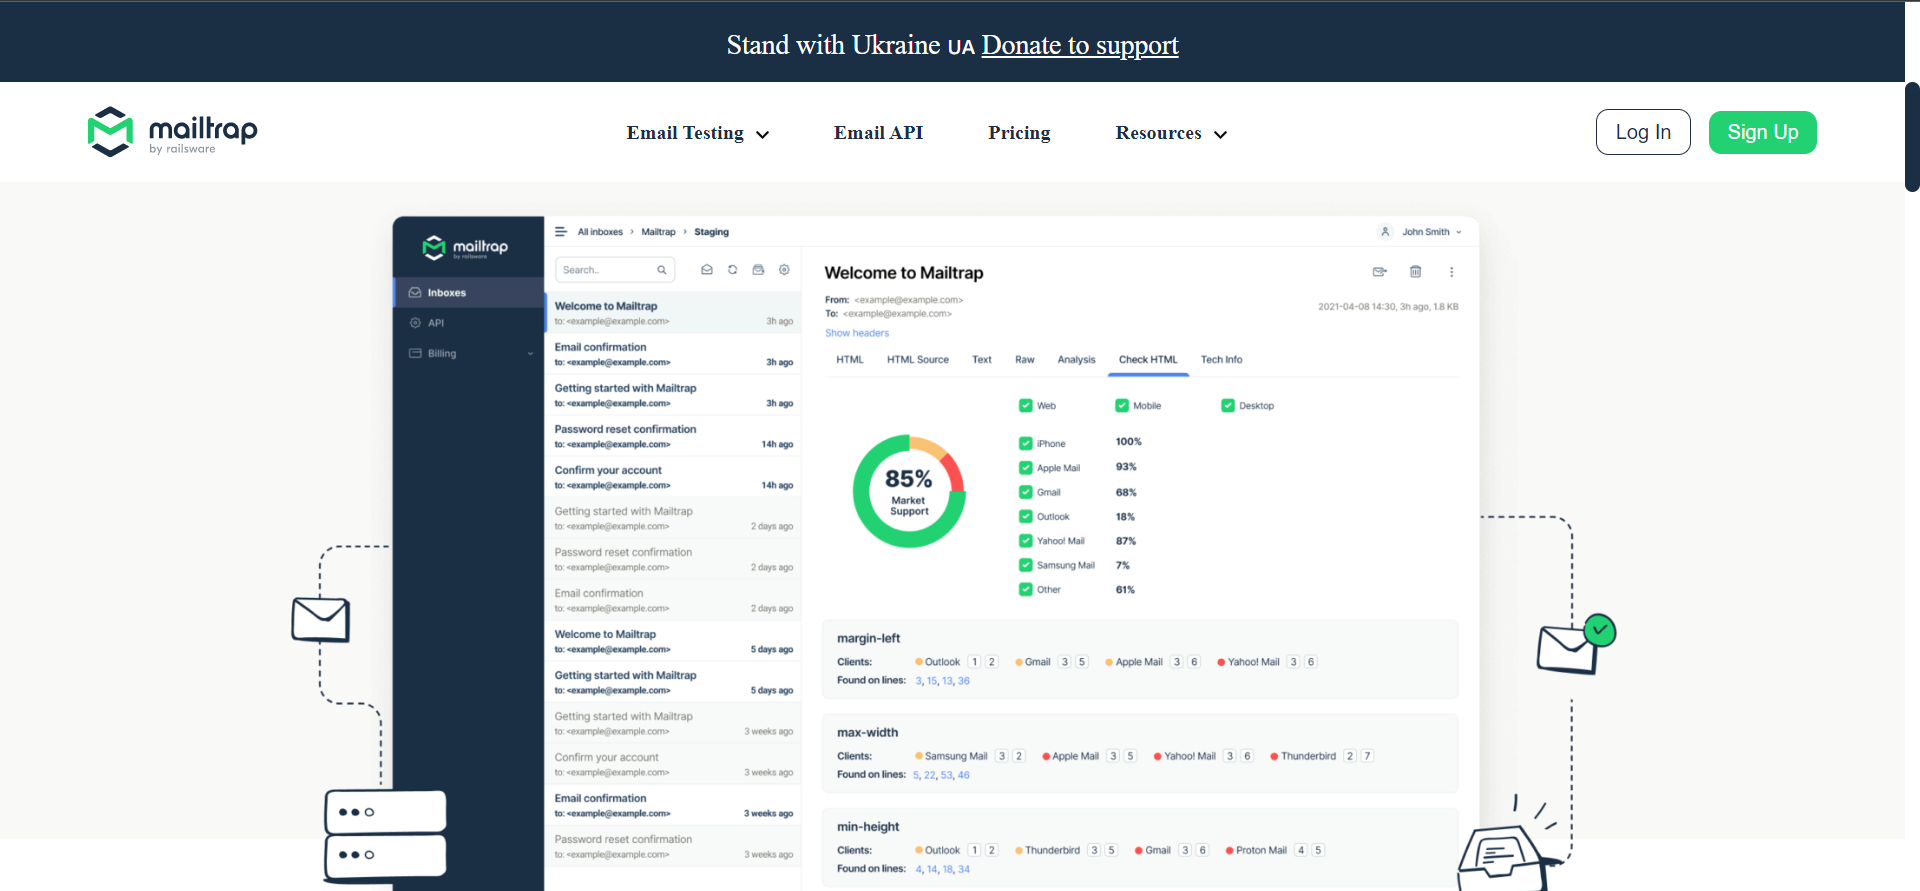 Stand with Ukraine UA Donate to support
mailtrap
by railsware
Email Testing
Email API
Pricing
Resources
Log In
Sign Up
mailtrap
by railsware
Inboxes
API
Billing
All inboxes › Mailtrap › Staging
John Smith
Search..
Welcome to Mailtrap
to: <example@example.com> 3h ago
Email confirmation
to: <example@example.com> 3h ago
Getting started with Mailtrap
to: <example@example.com> 3h ago
Password reset confirmation
to: <example@example.com> 14h ago
Confirm your account
to: <example@example.com> 14h ago
Getting started with Mailtrap
to: <example@example.com> 2 days ago
Password reset confirmation
to: <example@example.com> 2 days ago
Email confirmation
to: <example@example.com> 2 days ago
Welcome to Mailtrap
to: <example@example.com> 5 days ago
Getting started with Mailtrap
to: <example@example.com> 5 days ago
Getting started with Mailtrap
to: <example@example.com> 3 weeks ago
Confirm your account
to: <example@example.com> 3 weeks ago
Email confirmation
to: <example@example.com> 3 weeks ago
Password reset confirmation
to: <example@example.com> 3 weeks ago
Welcome to Mailtrap
From: <example@example.com>
To: <example@example.com>
2021-04-08 14:30, 3h ago, 1.8 KB
Show headers
HTML HTML Source Text Raw Analysis Check HTML Tech Info
85%
Market
Support
Web Mobile Desktop
iPhone 100%
Apple Mail 93%
Gmail 68%
Outlook 18%
Yahoo! Mail 87%
Samsung Mail 7%
Other 61%
margin-left
Clients: Outlook 1 2 Gmail 3 5 Apple Mail 3 6 Yahoo! Mail 3 6
Found on lines: 3, 15, 13, 36
max-width
Clients: Samsung Mail 3 2 Apple Mail 3 5 Yahoo! Mail 3 6 Thunderbird 2 7
Found on lines: 5, 22, 53, 46
min-height
Clients: Outlook 1 2 Thunderbird 3 5 Gmail 3 6 Proton Mail 4 5
Found on lines: 4, 14, 18, 34